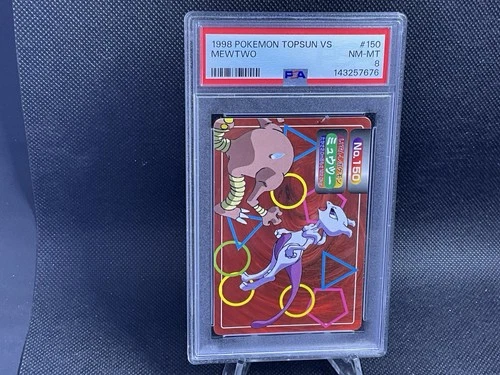 1998 POKEMON TOPSUN VS #150
MEWTWO NM-MT
8
PSA 143257676
No.150
ミュウツー